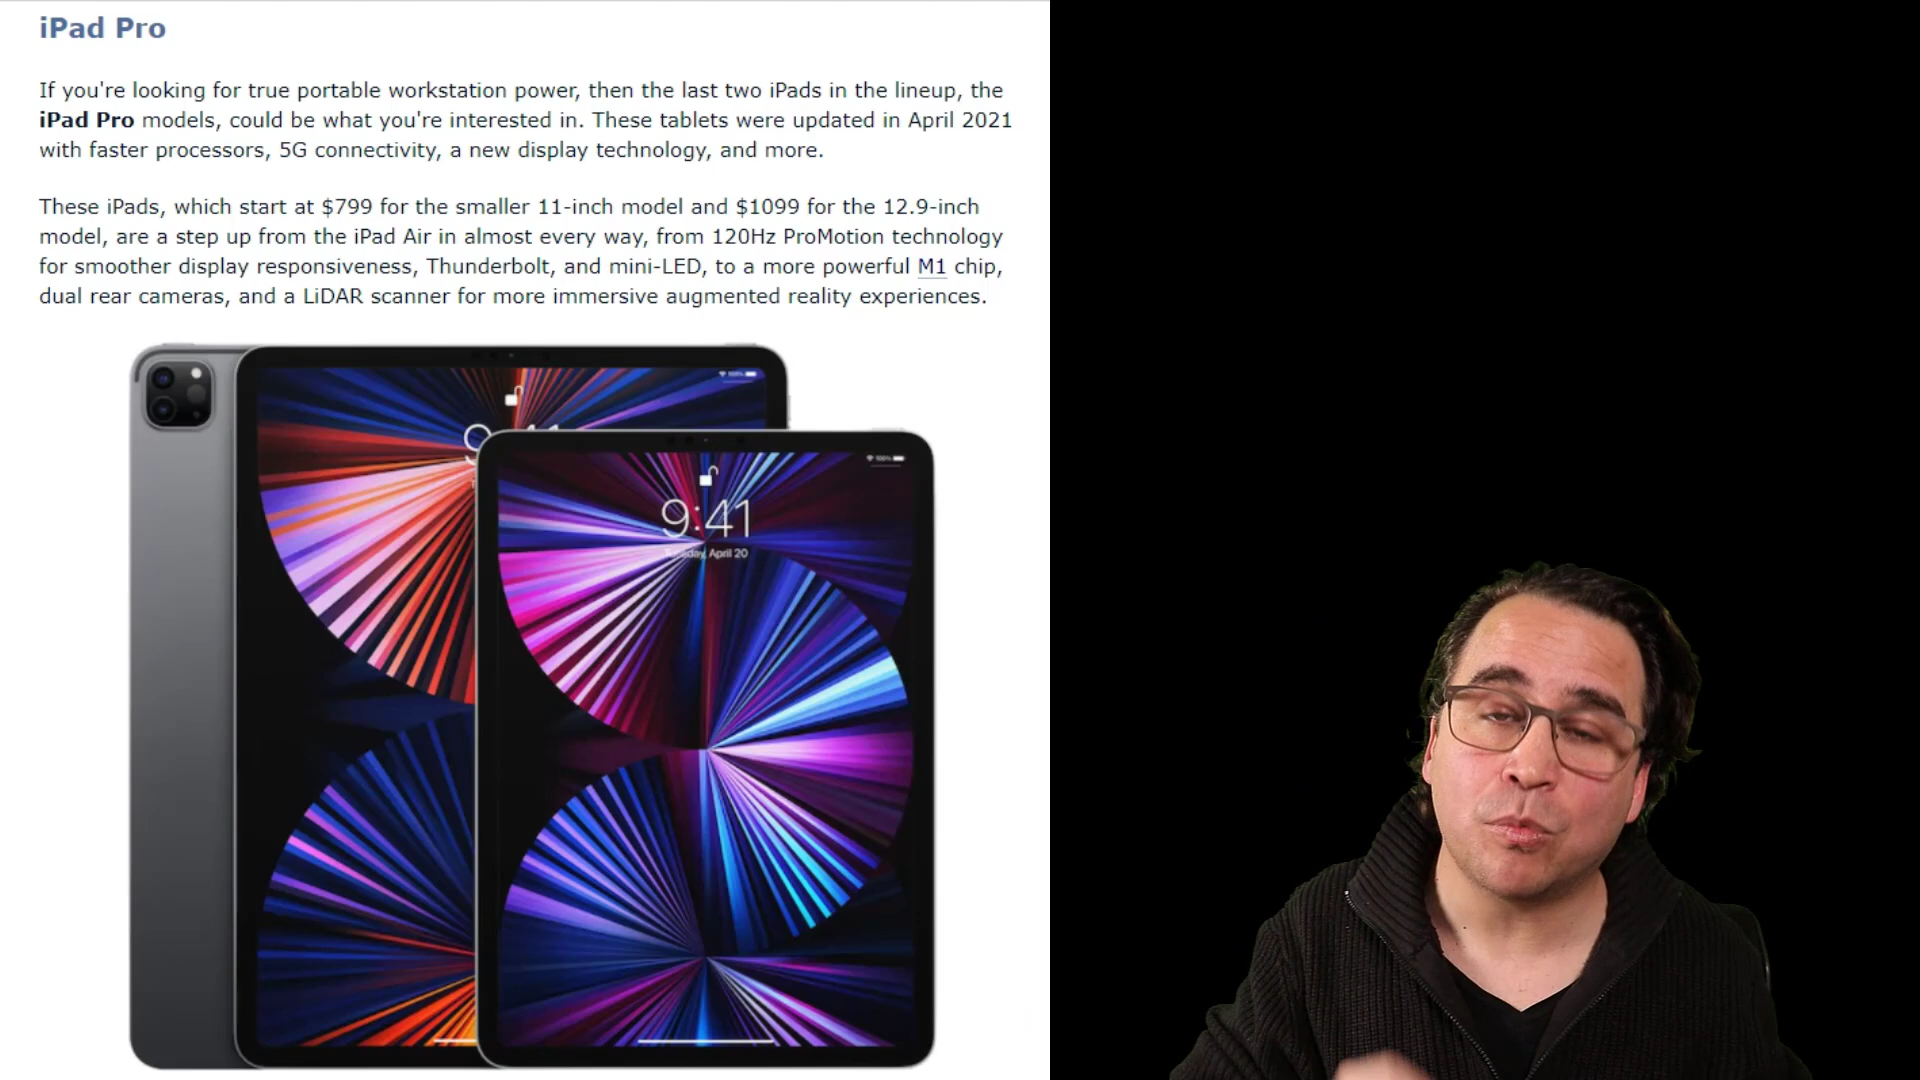 iPad Pro
If you're looking for true portable workstation power, then the last two iPads in the lineup, the
iPad Pro models, could be what you're interested in. These tablets were updated in April 2021
with faster processors, 5G connectivity, a new display technology, and more.
These iPads, which start at $799 for the smaller 11-inch model and $1099 for the 12.9-inch
model, are a step up from the iPad Air in almost every way, from 120Hz ProMotion technology
for smoother display responsiveness, Thunderbolt, and mini-LED, to a more powerful M1 chip,
dual rear cameras, and a LiDAR scanner for more immersive augmented reality experiences.
100%
100%
9:41
Tuesday, April 20